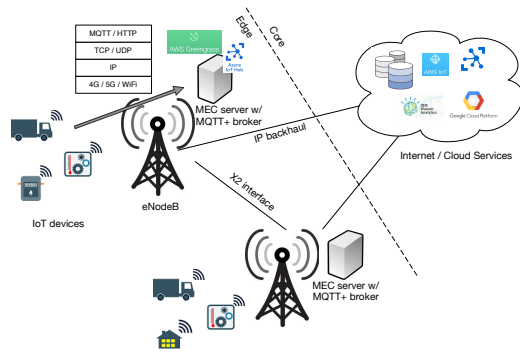 MQTT / HTTP
TCP / UDP
IP
4G / 5G / WiFi
AWS Greengrass
Azure
IoT Hub
Edge
Core
MEC server w/
MQTT+ broker
AWS IoT
IBM Watson
Analytics
Google Cloud Platform
Internet / Cloud Services
IP backhaul
X2 interface
IoT devices
eNodeB
MEC server w/
MQTT+ broker